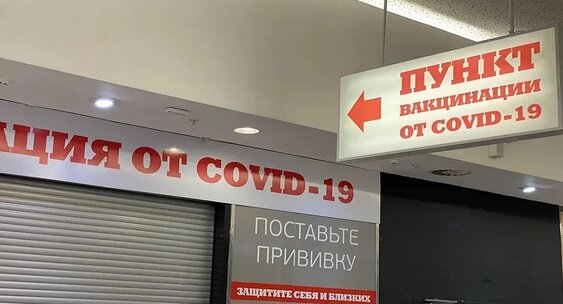 ПУНКТ
ВАКЦИНАЦИИ
ОТ COVID-19
АЦИЯ ОТ COVID-19
ПОСТАВЬТЕ
ПРИВИВКУ
ЗАЩИТИТЕ СЕБЯ И БЛИЗКИХ